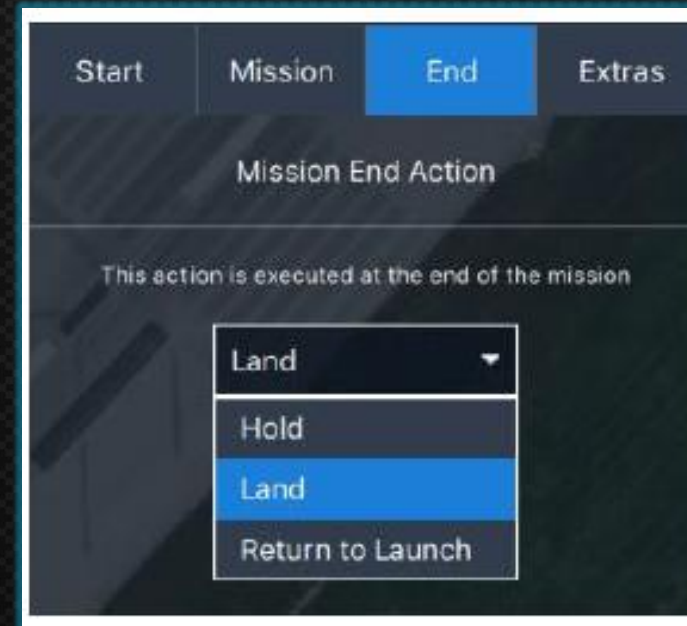 Start Mission End Extras
Mission End Action
This action is executed at the end of the mission
Land
Hold
Land
Return to Launch